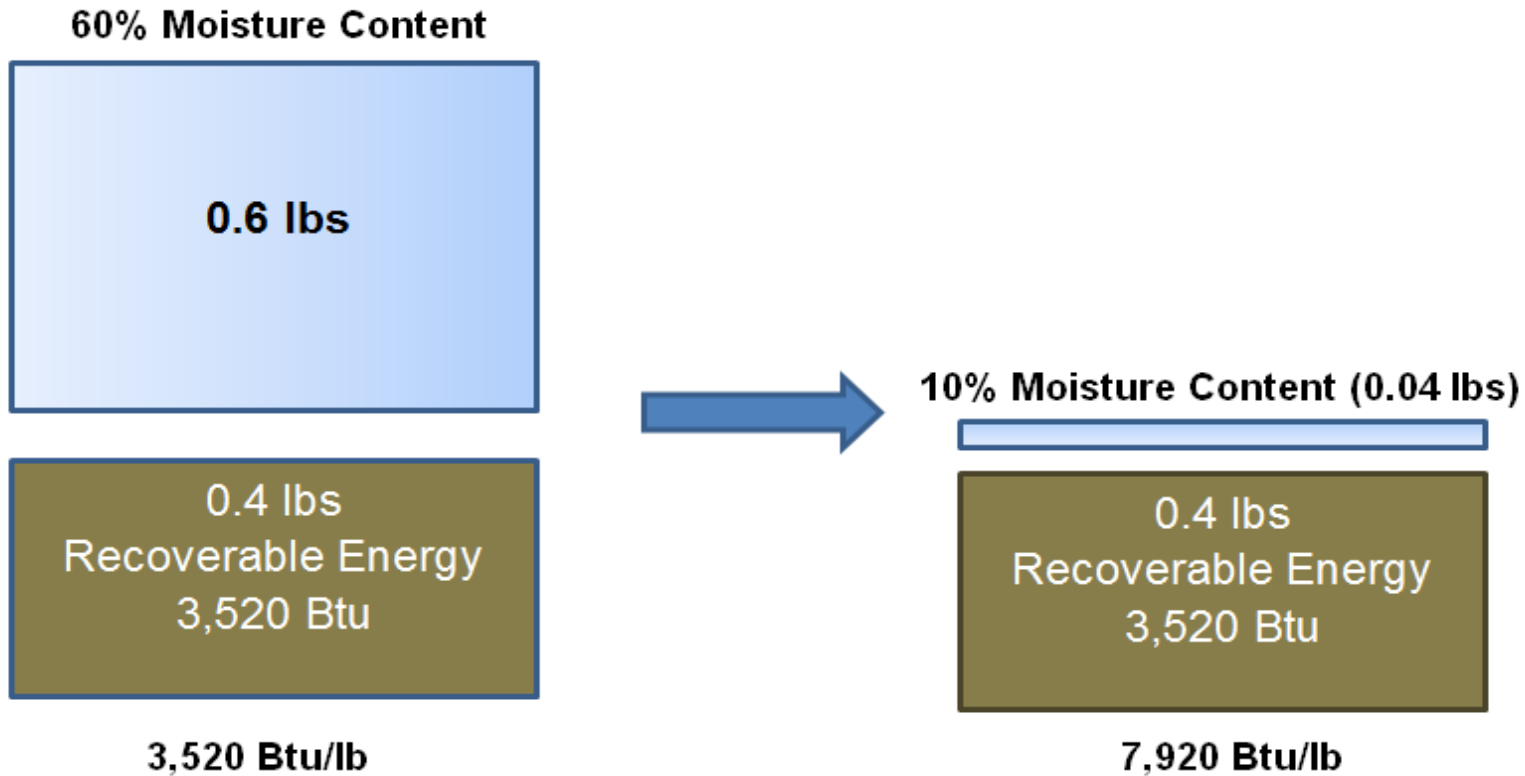 60% Moisture Content
0.6 lbs
0.4 lbs
Recoverable Energy
3,520 Btu
3,520 Btu/lb
10% Moisture Content (0.04 lbs)
0.4 lbs
Recoverable Energy
3,520 Btu
7,920 Btu/lb